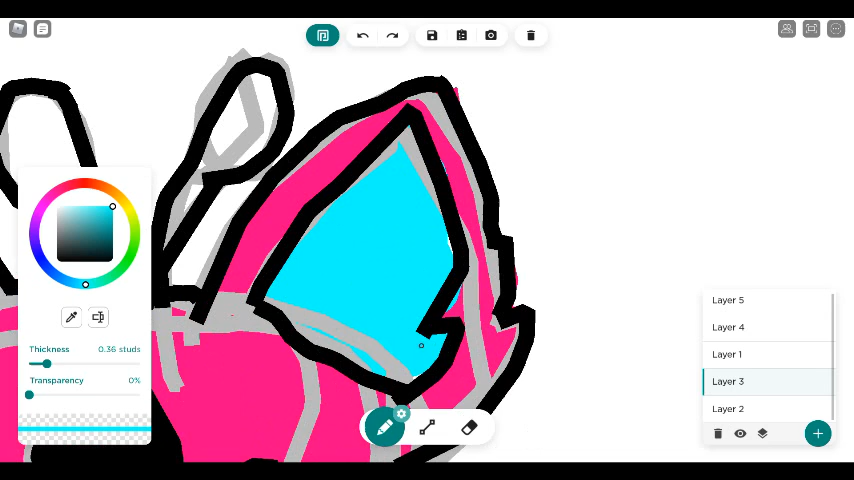 Thickness 0.36 studs
Transparency 0%
Layer 5
Layer 4
Layer 1
Layer 3
Layer 2